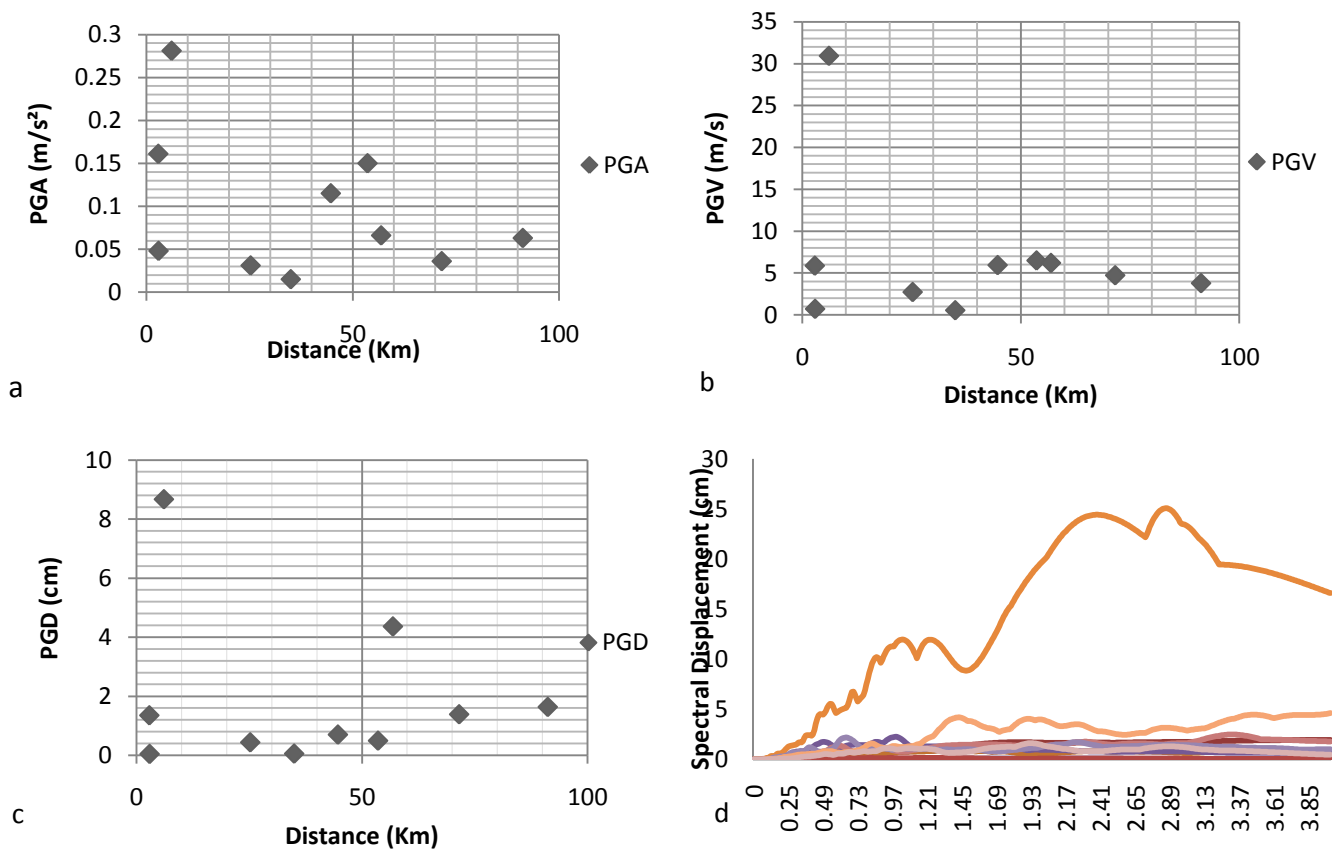 0.3
0.25
0.2
0.15
0.1
0.05
0
PGA (m/s²)
0 50 100
Distance (Km)
PGA
a
35
30
25
20
15
10
5
0
PGV (m/s)
0 50 100
Distance (Km)
PGV
b
10
8
6
4
2
0
PGD (cm)
0 50 100
Distance (Km)
PGD
c
30
25
20
15
10
5
0
Spectral Displacement (cm)
0 0.25 0.49 0.73 0.97 1.21 1.45 1.69 1.93 2.17 2.41 2.65 2.89 3.13 3.37 3.61 3.85
d